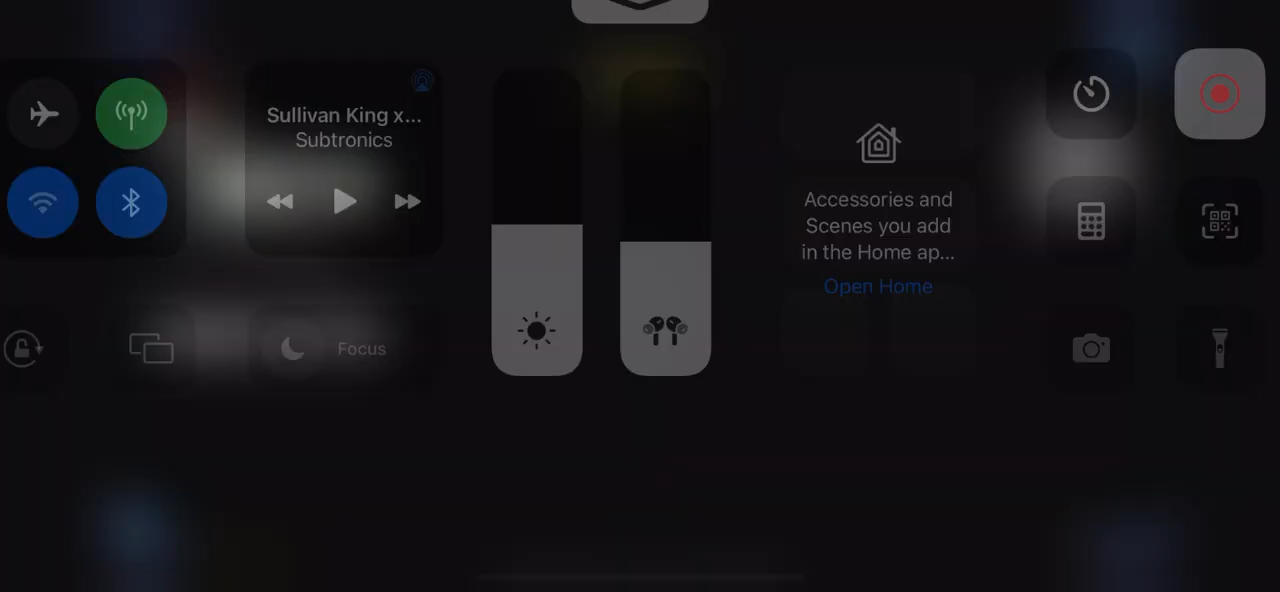 Sullivan King x...
Subtronics
Accessories and
Scenes you add
in the Home ap...
Open Home
Focus